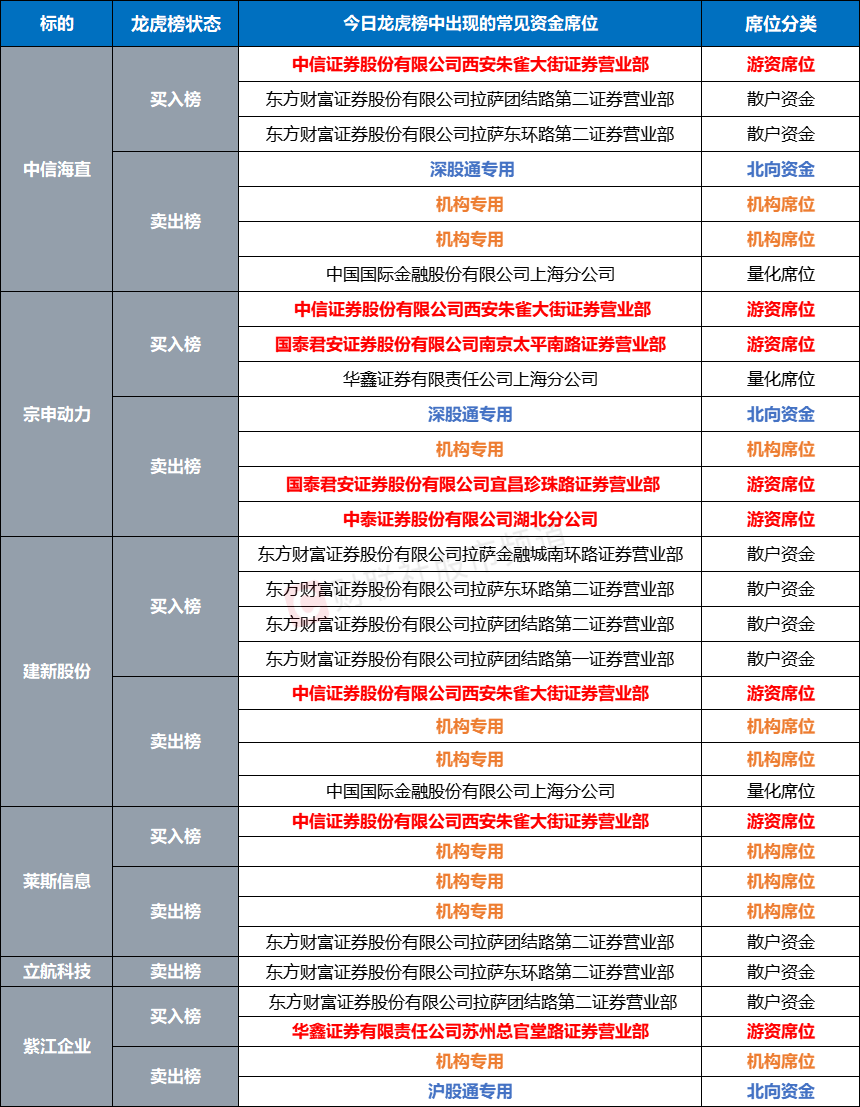 标的 龙虎榜状态 今日龙虎榜中出现的常见资金席位 席位分类
中信海直 买入榜 中信证券股份有限公司西安朱雀大街证券营业部 游资席位
东方财富证券股份有限公司拉萨团结路第二证券营业部 散户资金
东方财富证券股份有限公司拉萨东环路第二证券营业部 散户资金
卖出榜 深股通专用 北向资金
机构专用 机构席位
机构专用 机构席位
中国国际金融股份有限公司上海分公司 量化席位
宗申动力 买入榜 中信证券股份有限公司西安朱雀大街证券营业部 游资席位
国泰君安证券股份有限公司南京太平南路证券营业部 游资席位
华鑫证券有限责任公司上海分公司 量化席位
卖出榜 深股通专用 北向资金
机构专用 机构席位
国泰君安证券股份有限公司宜昌珍珠路证券营业部 游资席位
中泰证券股份有限公司湖北分公司 游资席位
建新股份 买入榜 东方财富证券股份有限公司拉萨金融城南环路证券营业部 散户资金
东方财富证券股份有限公司拉萨东环路第二证券营业部 散户资金
东方财富证券股份有限公司拉萨团结路第二证券营业部 散户资金
东方财富证券股份有限公司拉萨团结路第一证券营业部 散户资金
卖出榜 中信证券股份有限公司西安朱雀大街证券营业部 游资席位
机构专用 机构席位
机构专用 机构席位
中国国际金融股份有限公司上海分公司 量化席位
莱斯信息 买入榜 中信证券股份有限公司西安朱雀大街证券营业部 游资席位
机构专用 机构席位
卖出榜 机构专用 机构席位
机构专用 机构席位
东方财富证券股份有限公司拉萨团结路第二证券营业部 散户资金
立航科技 卖出榜 东方财富证券股份有限公司拉萨东环路第二证券营业部 散户资金
紫江企业 买入榜 东方财富证券股份有限公司拉萨团结路第二证券营业部 散户资金
华鑫证券有限责任公司苏州总官堂路证券营业部 游资席位
卖出榜 机构专用 机构席位
沪股通专用 北向资金
财联社股市频道